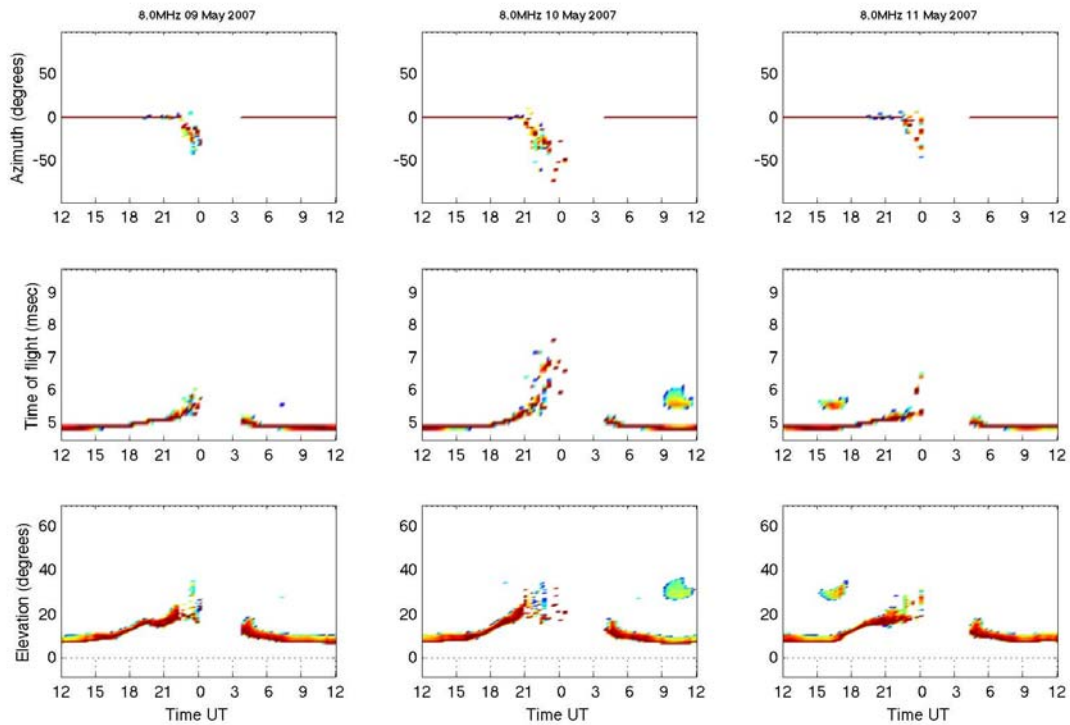 8.0MHz 09 May 2007 8.0MHz 10 May 2007 8.0MHz 11 May 2007
Azimuth (degrees)
50 50 50
0 0 0
-50 -50 -50
12 15 18 21 0 3 6 9 12 12 15 18 21 0 3 6 9 12 12 15 18 21 0 3 6 9 12
Time of flight (msec)
9 9 9
8 8 8
7 7 7
6 6 6
5 5 5
12 15 18 21 0 3 6 9 12 12 15 18 21 0 3 6 9 12 12 15 18 21 0 3 6 9 12
Elevation (degrees)
60 60 60
40 40 40
20 20 20
0 0 0
12 15 18 21 0 3 6 9 12 12 15 18 21 0 3 6 9 12 12 15 18 21 0 3 6 9 12
Time UT Time UT Time UT